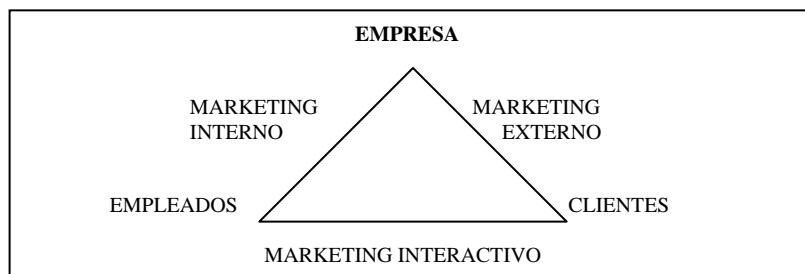 EMPRESA
MARKETING
INTERNO
MARKETING
EXTERNO
EMPLEADOS
CLIENTES
MARKETING INTERACTIVO